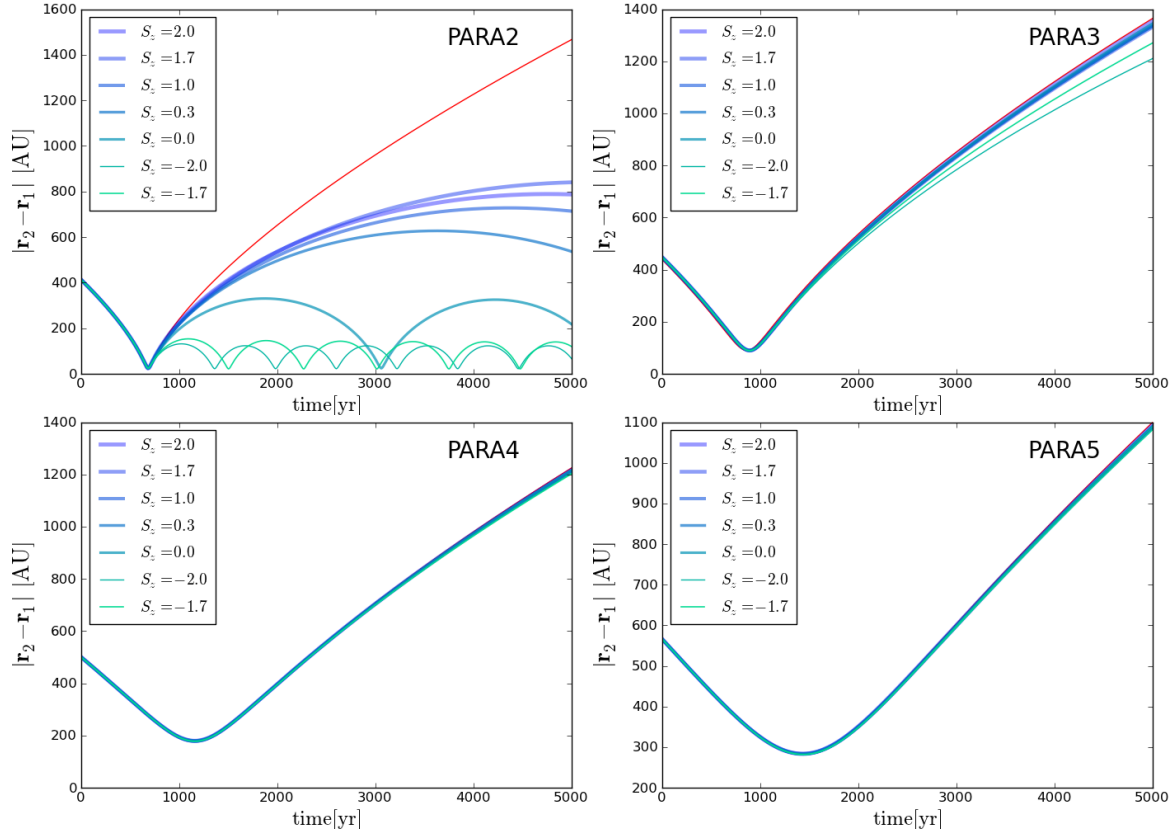 PARA2
|r₂−r₁| [AU]
1600
1400
1200
1000
800
600
400
200
0
S_z=2.0
S_z=1.7
S_z=1.0
S_z=0.3
S_z=0.0
S_z=−2.0
S_z=−1.7
0 1000 2000 3000 4000 5000
time[yr]
PARA3
|r₂−r₁| [AU]
1400
1200
1000
800
600
400
200
0
S_z=2.0
S_z=1.7
S_z=1.0
S_z=0.3
S_z=0.0
S_z=−2.0
S_z=−1.7
0 1000 2000 3000 4000 5000
time[yr]
PARA4
|r₂−r₁| [AU]
1400
1200
1000
800
600
400
200
0
S_z=2.0
S_z=1.7
S_z=1.0
S_z=0.3
S_z=0.0
S_z=−2.0
S_z=−1.7
0 1000 2000 3000 4000 5000
time[yr]
PARA5
|r₂−r₁| [AU]
1100
1000
900
800
700
600
500
400
300
200
S_z=2.0
S_z=1.7
S_z=1.0
S_z=0.3
S_z=0.0
S_z=−2.0
S_z=−1.7
0 1000 2000 3000 4000 5000
time[yr]